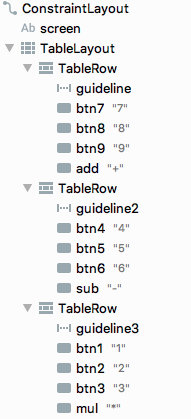 ConstraintLayout
Ab screen
TableLayout
TableRow
guideline
btn7 "7"
btn8 "8"
btn9 "9"
add "+"
TableRow
guideline2
btn4 "4"
btn5 "5"
btn6 "6"
sub "-"
TableRow
guideline3
btn1 "1"
btn2 "2"
btn3 "3"
mul "*"